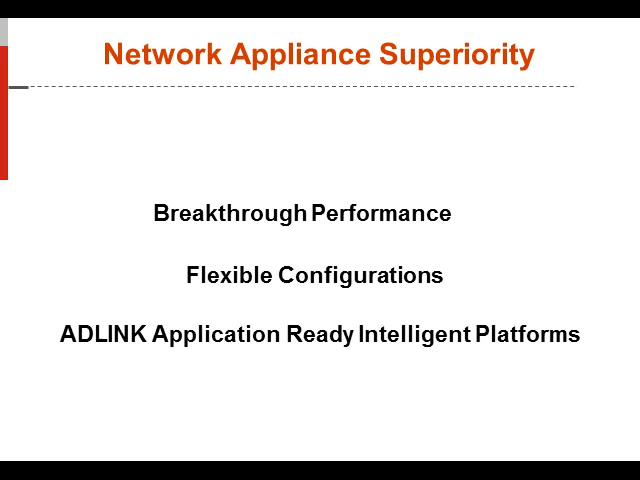 Network Appliance Superiority
Breakthrough Performance
Flexible Configurations
ADLINK Application Ready Intelligent Platforms